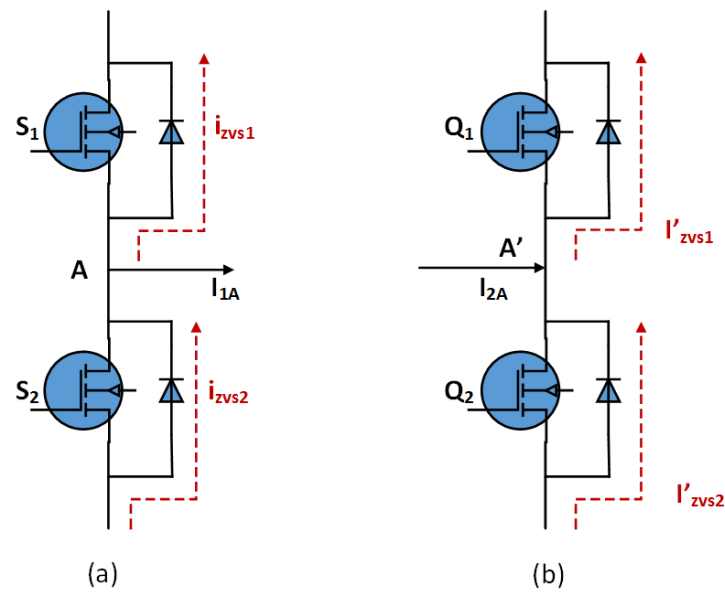 S1
izvs1
A
I1A
S2
izvs2
(a)
Q1
I’zvs1
A’
I2A
Q2
I’zvs2
(b)